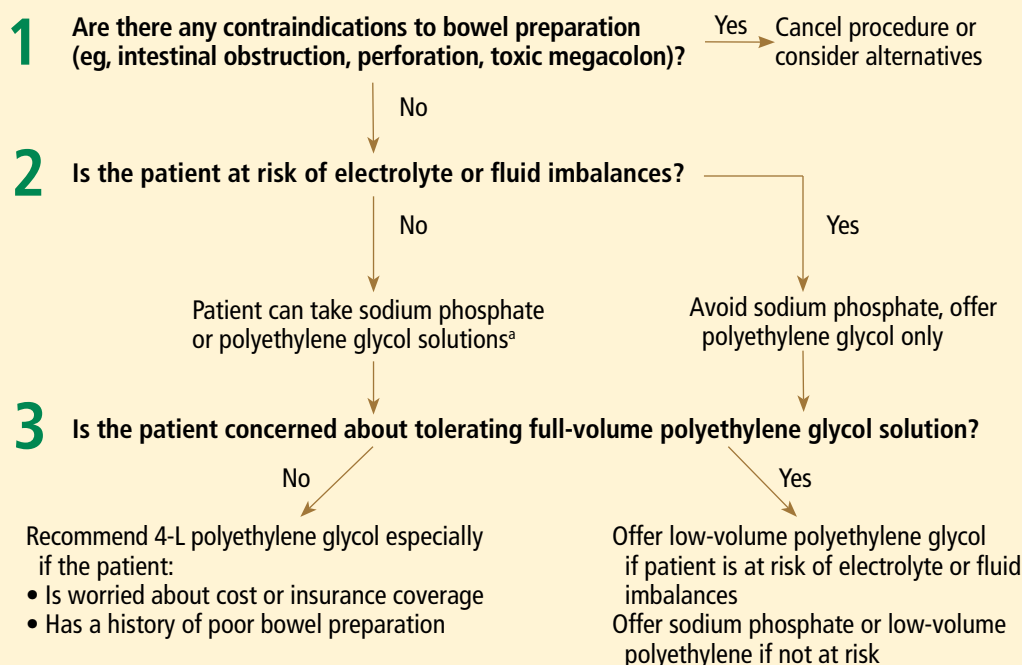 1 Are there any contraindications to bowel preparation
(eg, intestinal obstruction, perforation, toxic megacolon)?
Yes
Cancel procedure or
consider alternatives
No
2 Is the patient at risk of electrolyte or fluid imbalances?
No
Yes
Patient can take sodium phosphate
or polyethylene glycol solutionsᵃ
Avoid sodium phosphate, offer
polyethylene glycol only
3 Is the patient concerned about tolerating full-volume polyethylene glycol solution?
No
Yes
Recommend 4-L polyethylene glycol especially
if the patient:
• Is worried about cost or insurance coverage
• Has a history of poor bowel preparation
Offer low-volume polyethylene glycol
if patient is at risk of electrolyte or fluid
imbalances
Offer sodium phosphate or low-volume
polyethylene if not at risk